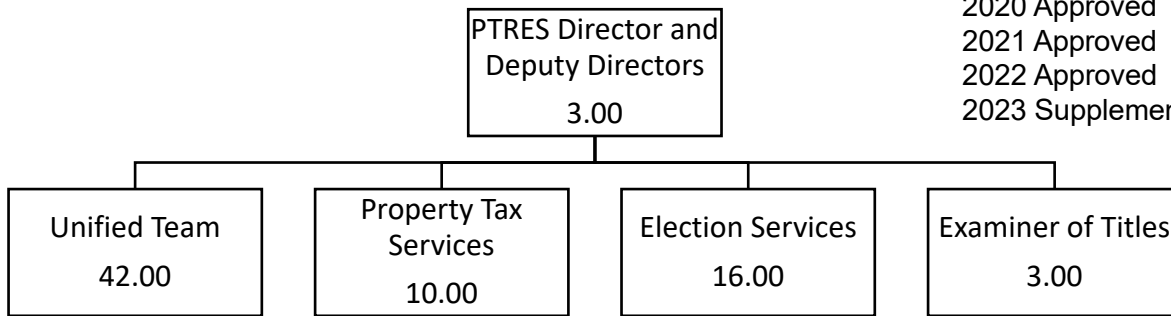 PTRES Director and
Deputy Directors
3.00
2020 Approved
2021 Approved
2022 Approved
2023
Unified Team
42.00
Property Tax
Services
10.00
Election Services
16.00
Examiner of Titles
3.00